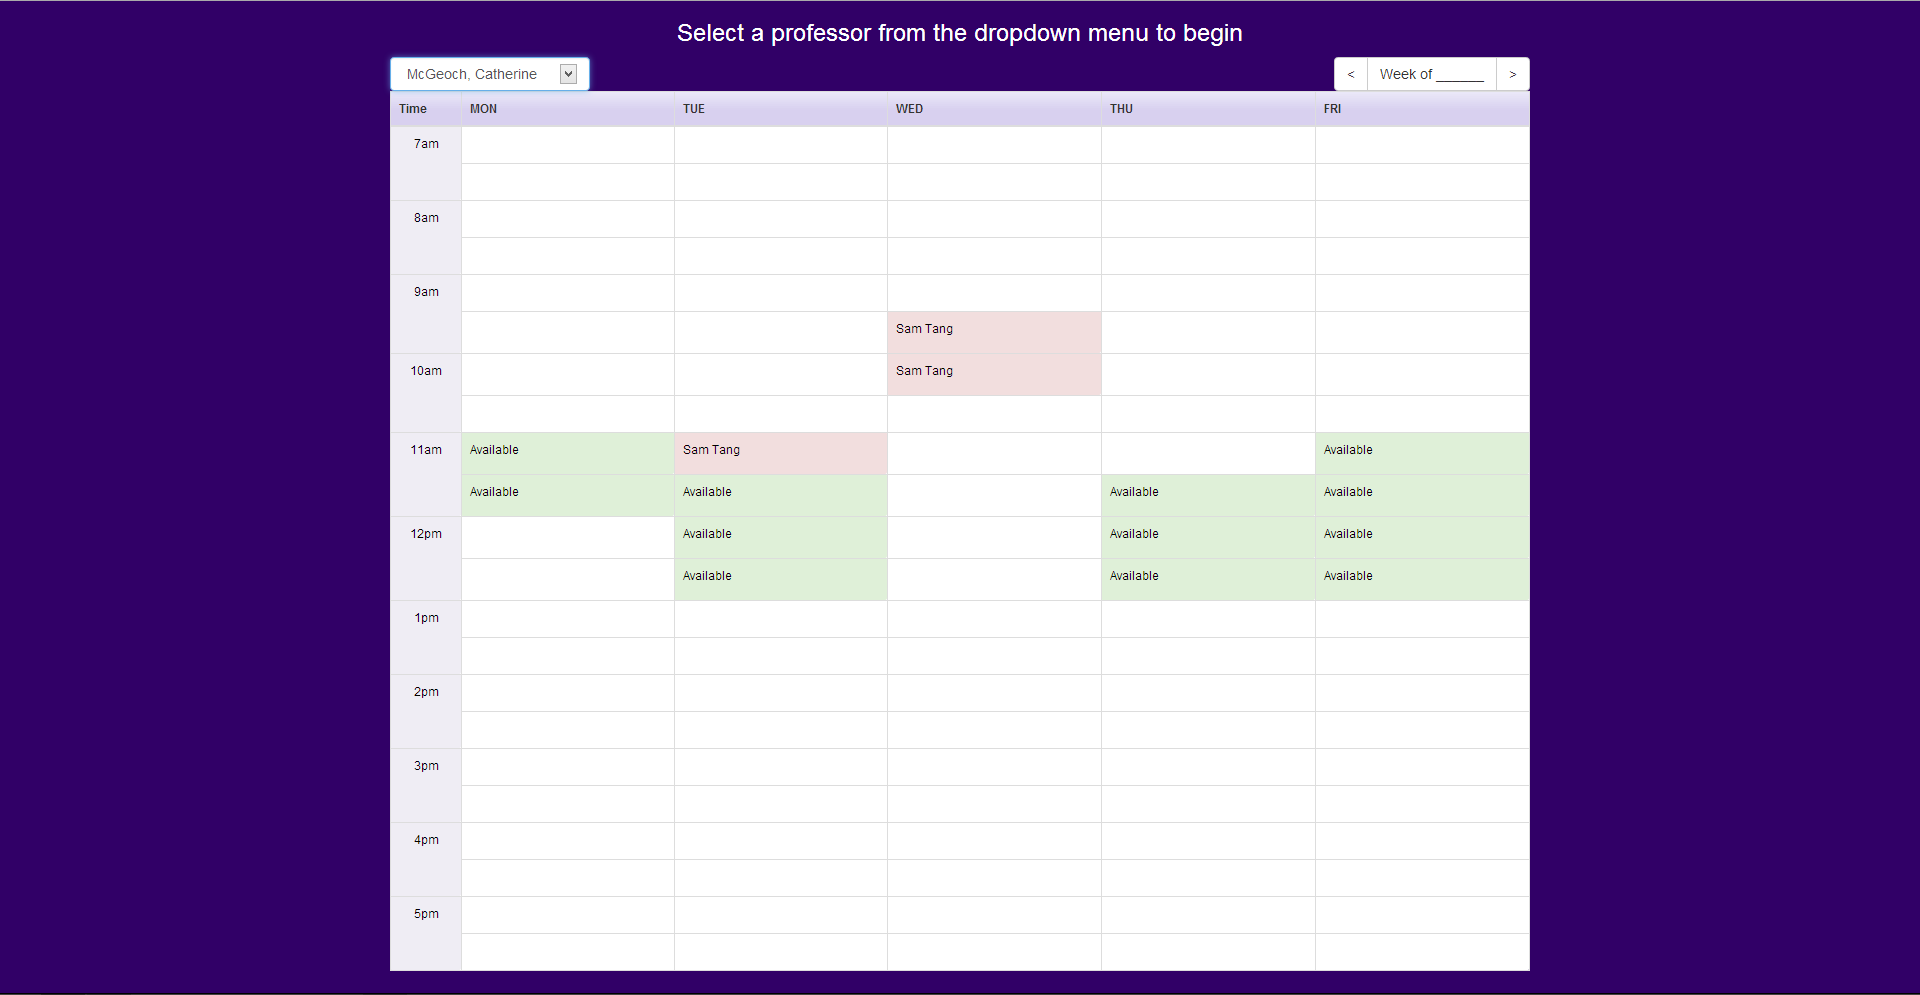 Select a professor from the dropdown menu to begin
McGeoch, Catherine
< Week of ______ >
Time MON TUE WED THU FRI
7am
8am
9am
Sam Tang
10am Sam Tang
11am Available Sam Tang Available
Available Available Available Available
12pm Available Available Available
Available Available Available
1pm
2pm
3pm
4pm
5pm